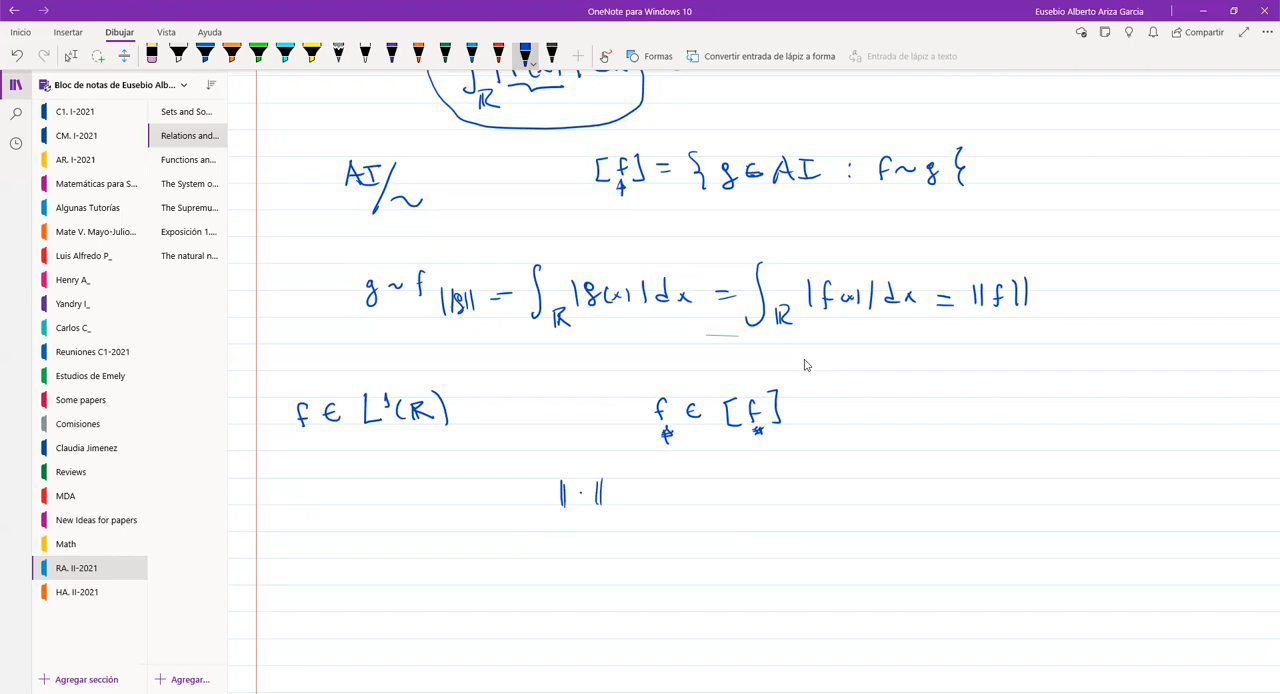 OneNote para Windows 10
Eusebio Alberto Ariza Garcia
Inicio Insertar Dibujar Vista Ayuda
Compartir
Formas Convertir entrada de lápiz a forma Entrada de lápiz a texto
Bloc de notas de Eusebio Alb...
C1. I-2021
CM. I-2021
AR. I-2021
Matemáticas para S...
Algunas Tutorías
Mate V. Mayo-Julio...
Luis Alfredo P_
Henry A_
Yandry I_
Carlos C_
Reuniones C1-2021
Estudios de Emely
Some papers
Comisiones
Claudia Jimenez
Reviews
MDA
New Ideas for papers
Math
RA. II-2021
HA. II-2021
Agregar sección
Sets and So...
Relations and...
Functions an...
The System o...
The Supremu...
Exposición 1....
The natural n...
Agregar...
∫ℝ
AI/~ [f] = { g ∈ AI : f ~ g }
g ~ f ||g|| = ∫ℝ |g(x)| dx = ∫ℝ |f(x)| dx = ||f||
f ∈ L¹(ℝ) f ∈ [f]
|| · ||